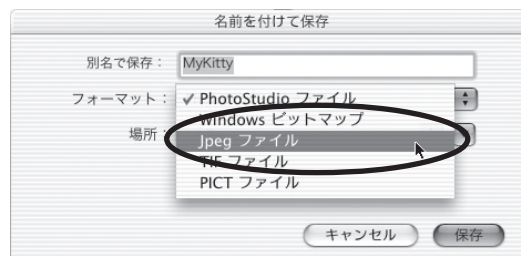 名前を付けて保存
別名で保存： MyKitty
フォーマット： ✓ PhotoStudio ファイル
Windows ビットマップ
場所： Jpeg ファイル
TIF ファイル
PICT ファイル
キャンセル 保存